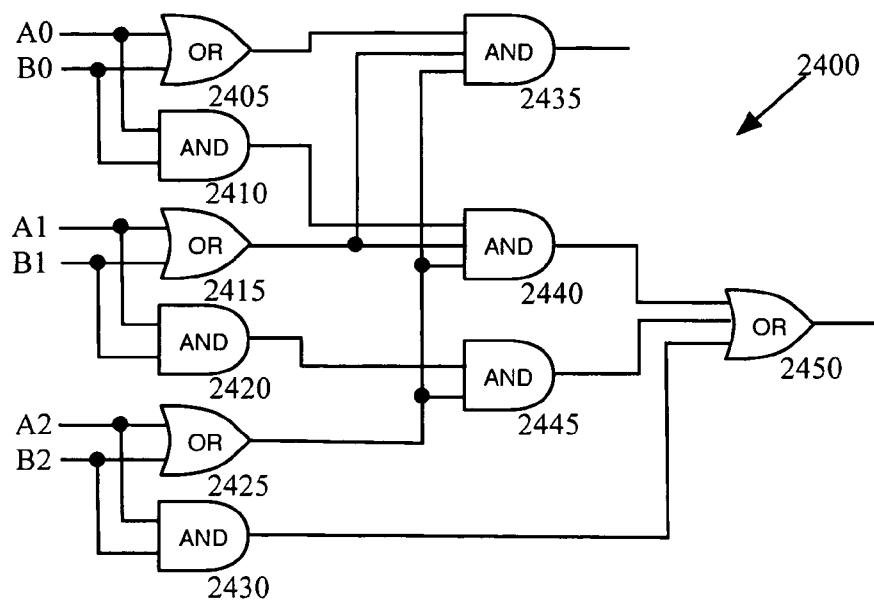 A0
OR
AND
B0
2405
2435
2400
AND
2410
A1
OR
AND
B1
2415
2440
AND
OR
2420
AND
2450
A2
2445
OR
B2
2425
AND
2430